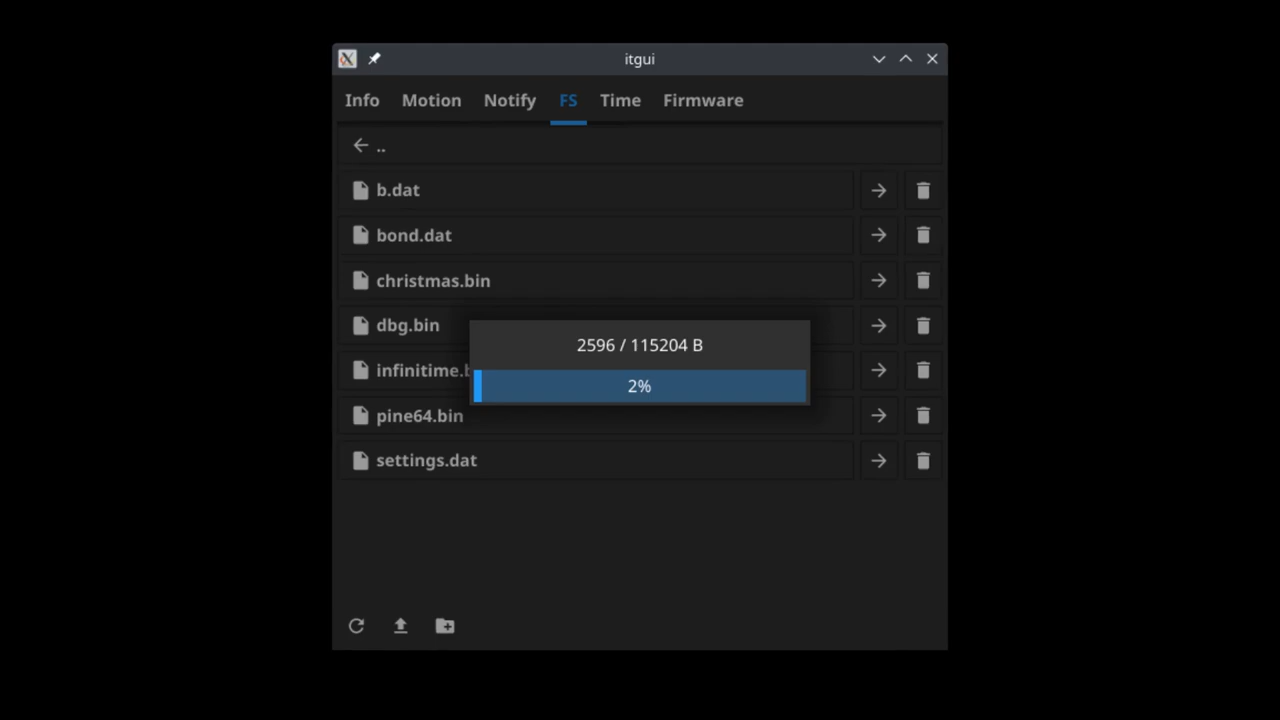 itgui
Info Motion Notify FS Time Firmware
..
b.dat
bond.dat
christmas.bin
dbg.bin
2596 / 115204 B
infinitime.b
2%
pine64.bin
settings.dat